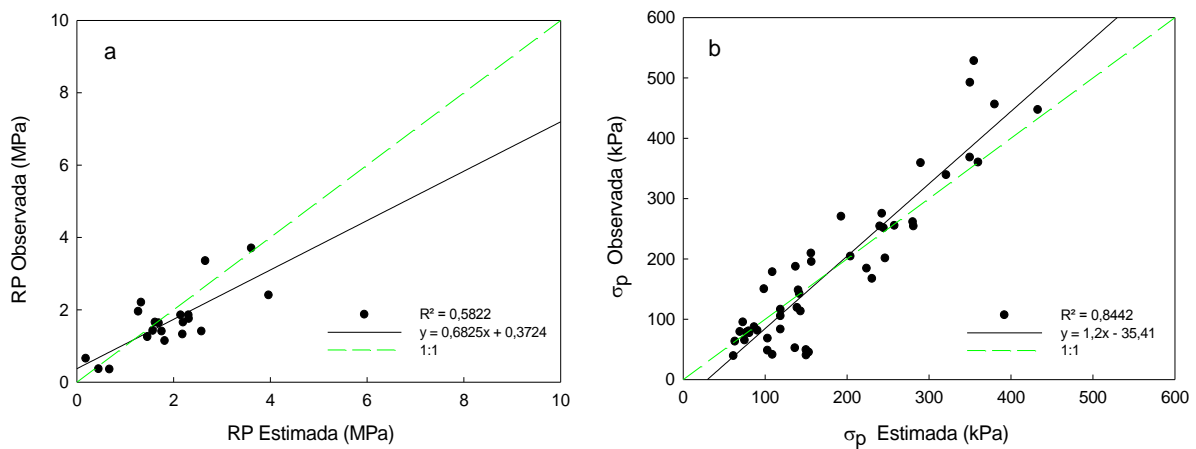 a
RP Observada (MPa)
10
8
6
4
2
0
R² = 0,5822
y = 0,6825x + 0,3724
1:1
0 2 4 6 8 10
RP Estimada (MPa)
b
σp Observada (kPa)
600
500
400
300
200
100
0
R² = 0,8442
y = 1,2x - 35,41
1:1
0 100 200 300 400 500 600
σp Estimada (kPa)